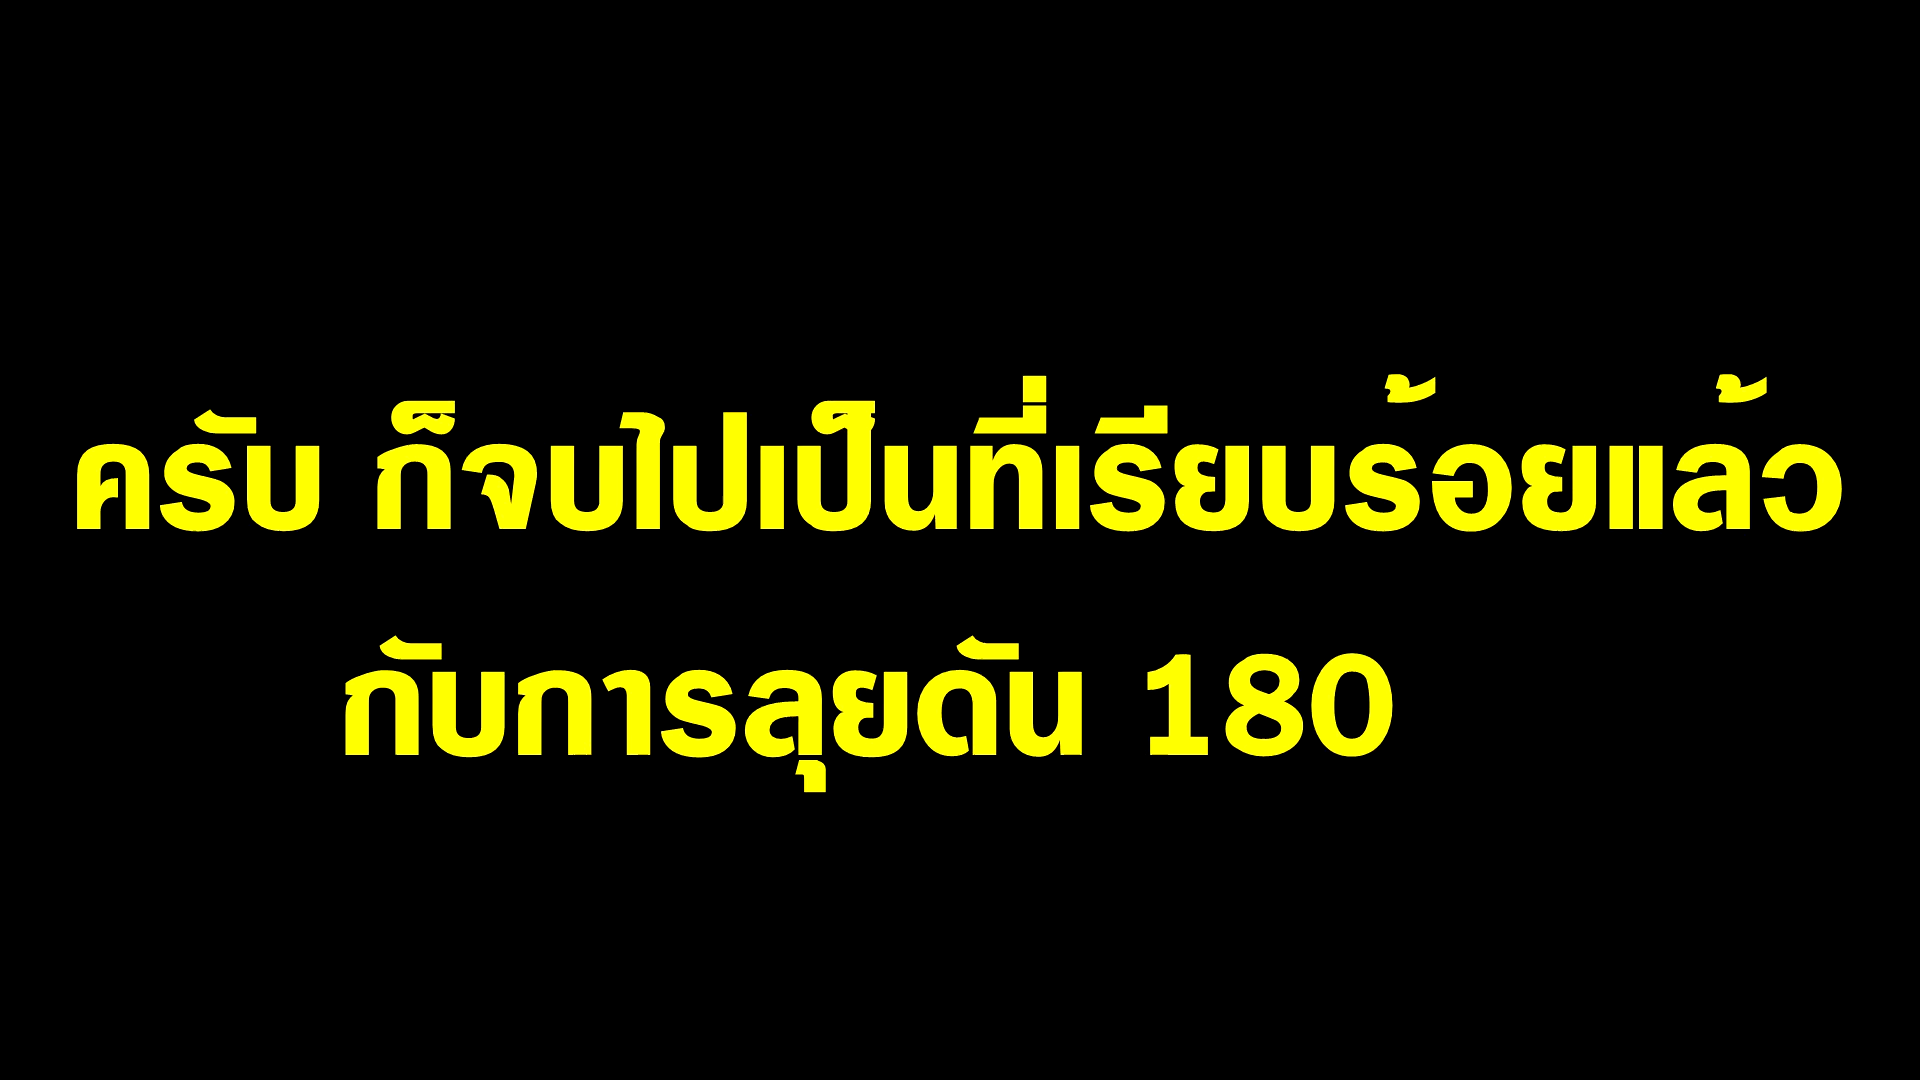 ครับ ก็จบไปเป็นที่เรียบร้อยแล้ว
กับการลุยดัน 180